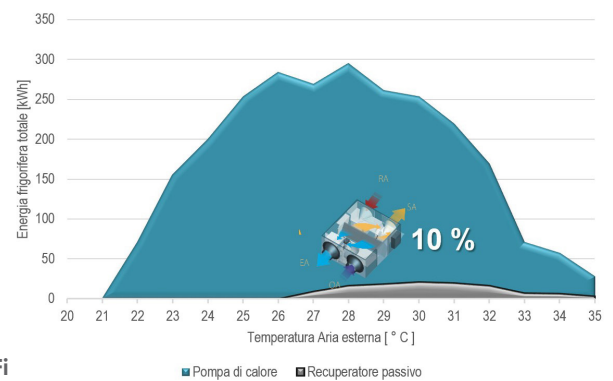 350
300
250
200
150
100
50
0
Energia frigorifera totale [kWh]
RA
SA
EA
OA
10 %
20 21 22 23 24 25 26 27 28 29 30 31 32 33 34 35
Temperatura Aria esterna [ ° C ]
Pompa di calore Recuperatore passivo